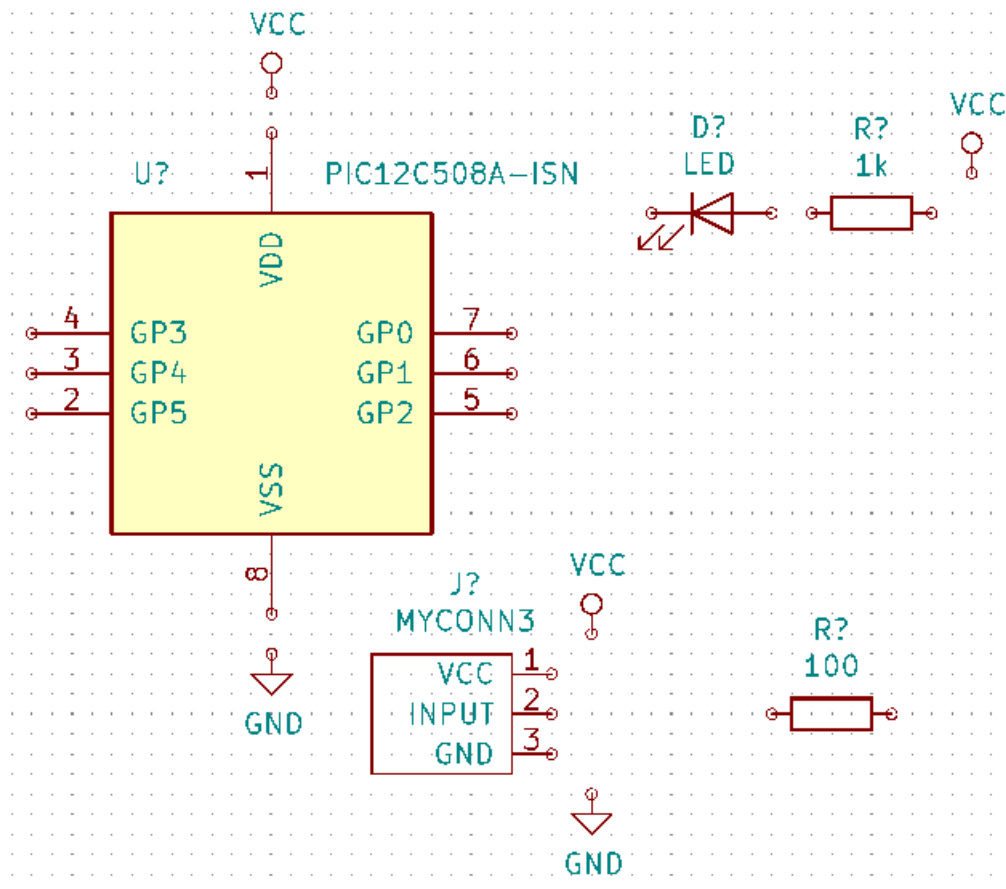 VCC
U?
PIC12C508A-ISN
1
VDD
4
GP3
3
GP4
2
GP5
GP0
7
GP1
6
GP2
5
VSS
8
GND
D?
LED
R?
1k
VCC
J?
MYCONN3
VCC
1
INPUT
2
GND
3
VCC
GND
R?
100